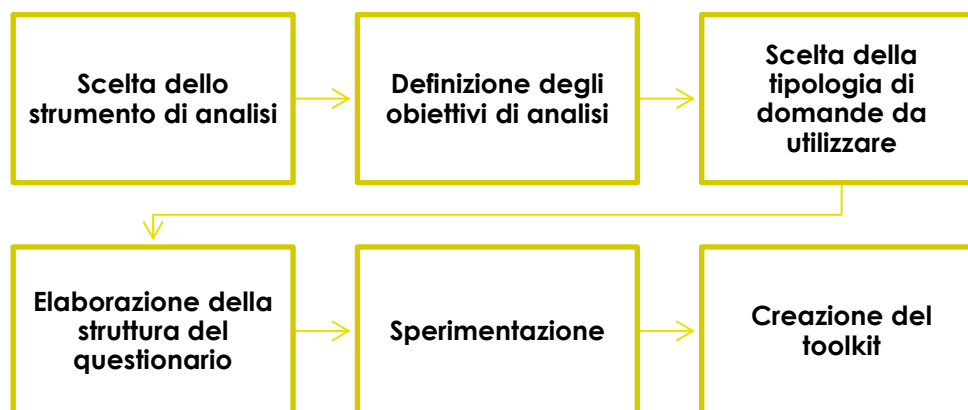 Scelta dello
strumento di analisi
Definizione degli
obiettivi di analisi
Scelta della
tipologia di
domande da
utilizzare
Elaborazione della
struttura del
questionario
Sperimentazione
Creazione del
toolkit